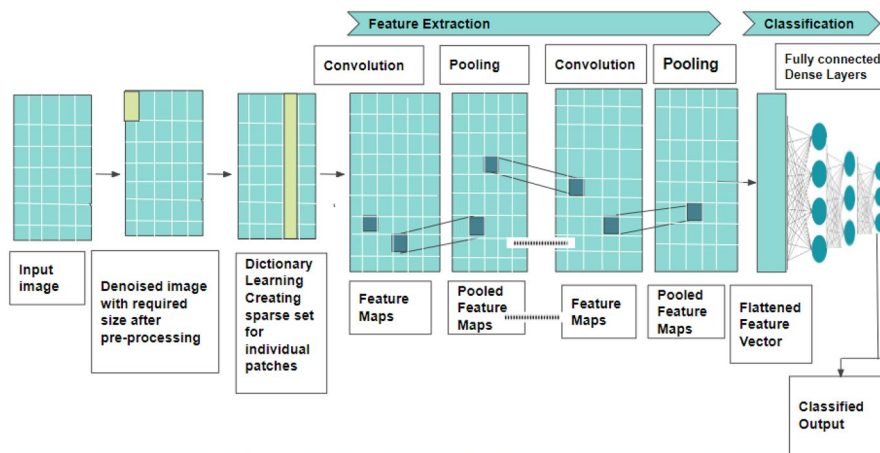 Feature Extraction
Classification
Convolution
Pooling
Convolution
Pooling
Fully connected
Dense Layers
Input
image
Denoised image
with required
size after
pre-processing
Dictionary
Learning
Creating
sparse set
for
individual
patches
Feature
Maps
Pooled
Feature
Maps
Feature
Maps
Pooled
Feature
Maps
Flattened
Feature
Vector
Classified
Output